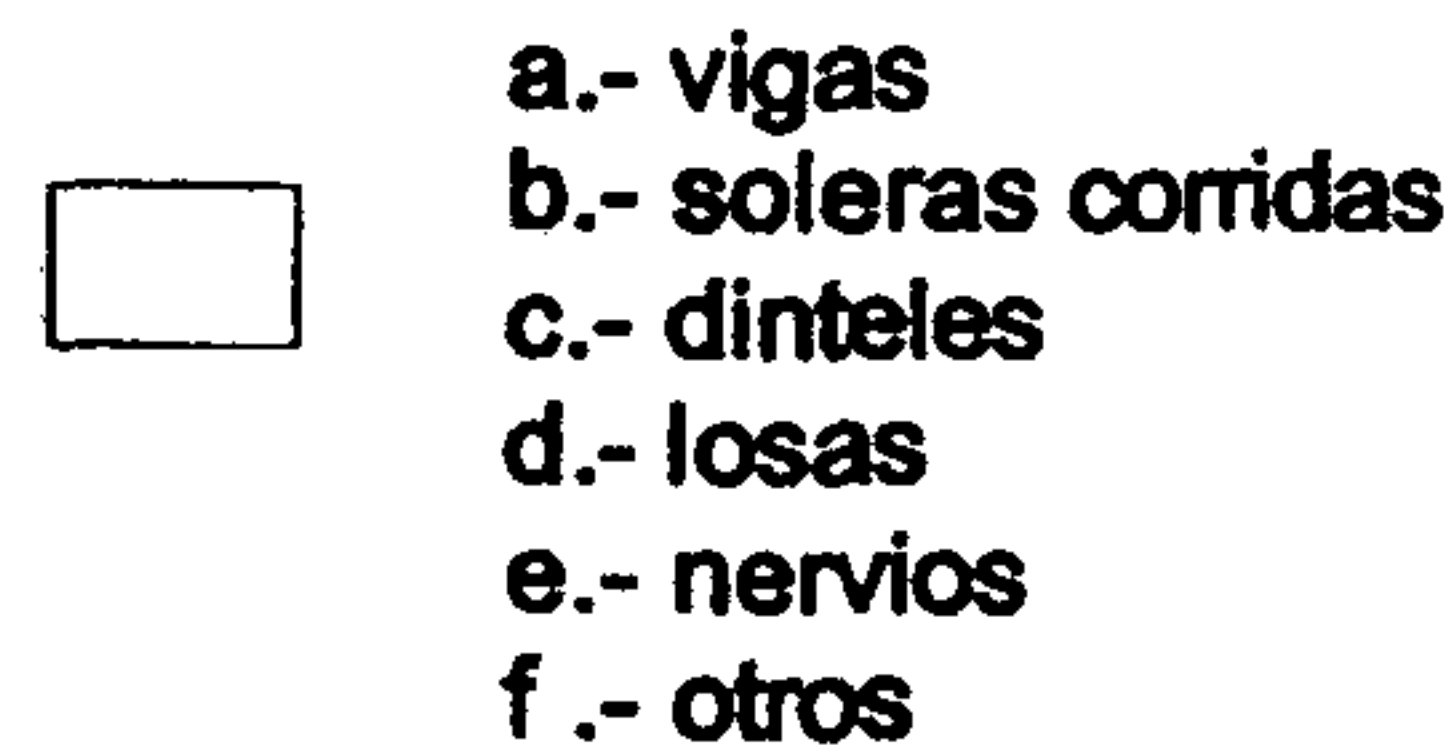 a.- vigas
b.- soleras corridas
c.- dinteles
d.- losas
e.- nervios
f .- otros